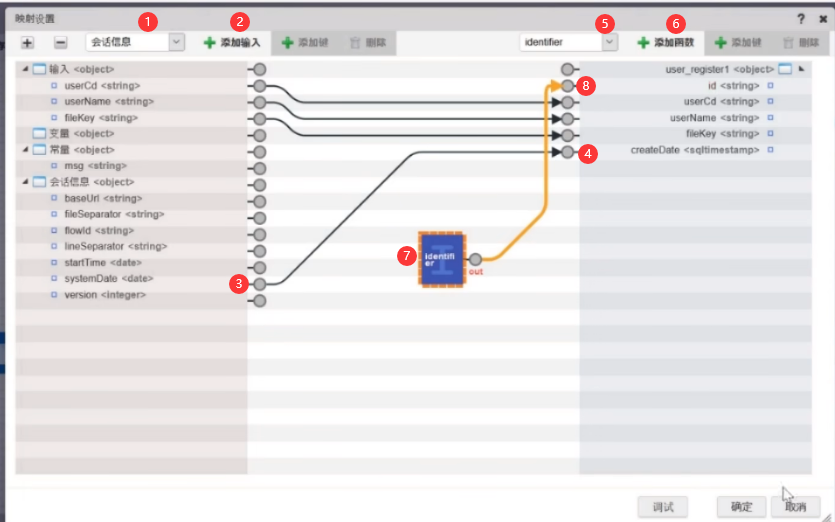 映射设置
? ×
1
2
5
6
会话信息
添加输入
添加键
删除
identifier
添加函数
添加键
删除
输入 <object>
userCd <string>
userName <string>
fileKey <string>
变量 <object>
常量 <object>
msg <string>
会话信息 <object>
baseUrl <string>
fileSeparator <string>
flowId <string>
lineSeparator <string>
startTime <date>
systemDate <date>
version <integer>
3
7
identifi
er
out
user_register1 <object>
id <string>
8
userCd <string>
userName <string>
fileKey <string>
createDate <sqltimestamp>
4
调试
确定
取消